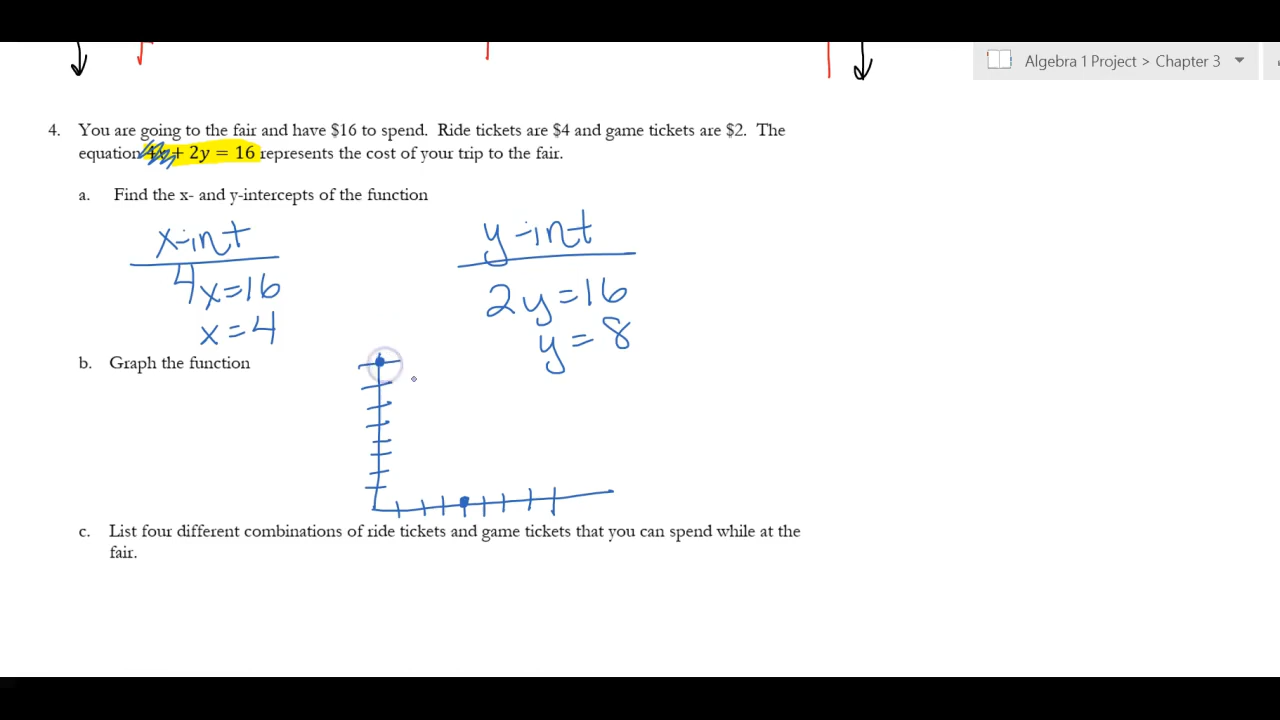 Algebra 1 Project > Chapter 3
4. You are going to the fair and have $16 to spend. Ride tickets are $4 and game tickets are $2. The
equation + 2y = 16 represents the cost of your trip to the fair.
a. Find the x- and y-intercepts of the function
x-int
4x=16
x=4
y-int
2y=16
y=8
b. Graph the function
c. List four different combinations of ride tickets and game tickets that you can spend while at the
fair.